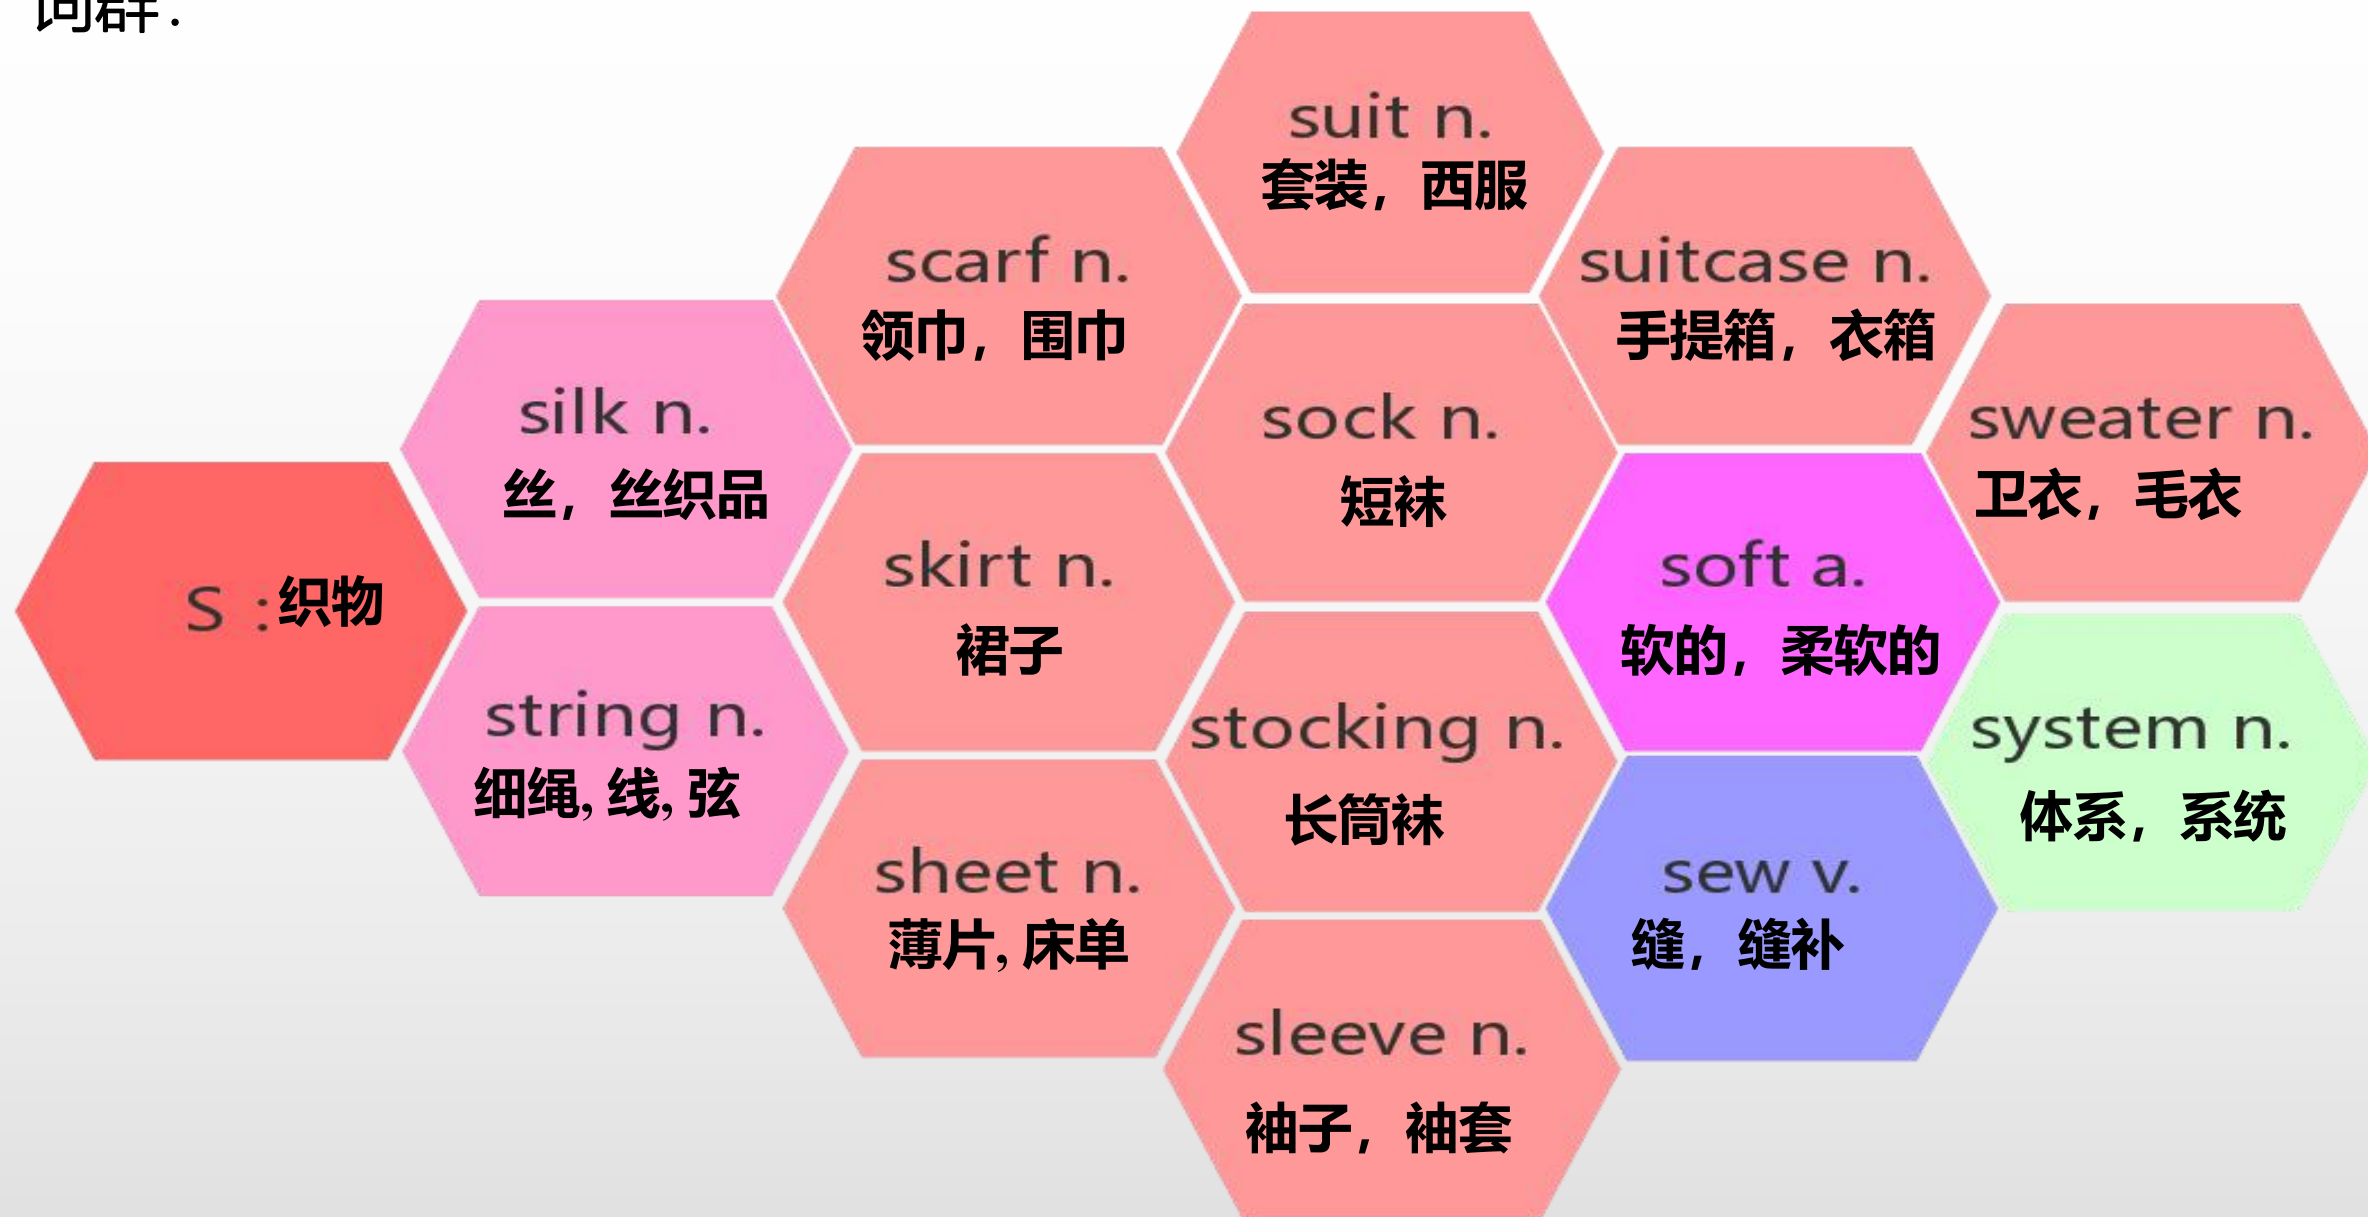 词群:
S :织物
silk n.
丝，丝织品
string n.
细绳, 线, 弦
scarf n.
领巾，围巾
skirt n.
裙子
sheet n.
薄片, 床单
suit n.
套装，西服
sock n.
短袜
stocking n.
长筒袜
sleeve n.
袖子，袖套
suitcase n.
手提箱，衣箱
soft a.
软的，柔软的
sew v.
缝，缝补
sweater n.
卫衣，毛衣
system n.
体系，系统